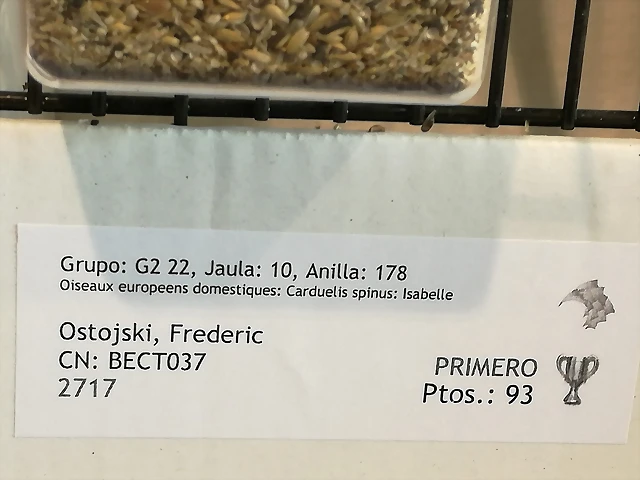 Grupo: G2 22, Jaula: 10, Anilla: 178
Oiseaux europeens domestiques: Carduelis spinus: Isabelle
Ostojski, Frederic
CN: BECT037
2717
PRIMERO
Ptos.: 93